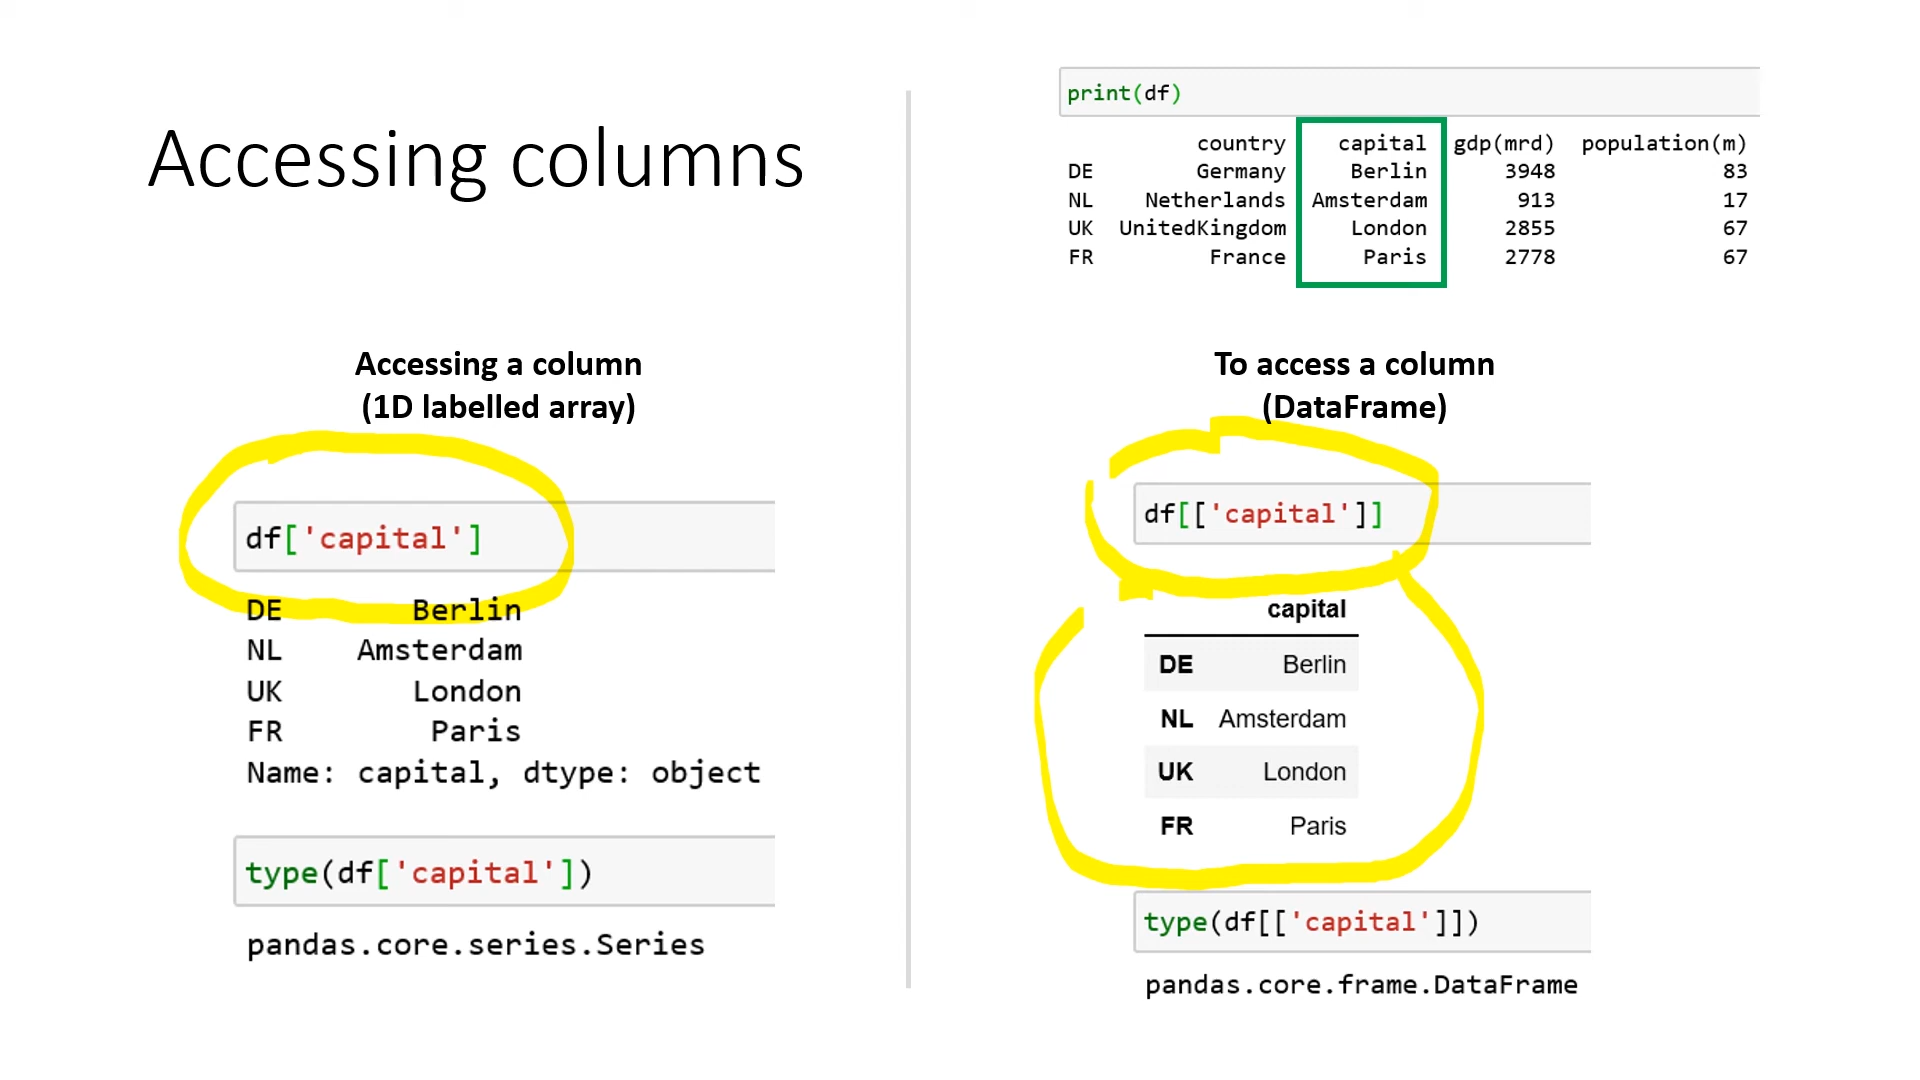 Accessing columns
print(df)
country capital gdp(mrd) population(m)
DE Germany Berlin 3948 83
NL Netherlands Amsterdam 913 17
UK UnitedKingdom London 2855 67
FR France Paris 2778 67
Accessing a column
(1D labelled array)
df['capital']
DE Berlin
NL Amsterdam
UK London
FR Paris
Name: capital, dtype: object
type(df['capital'])
pandas.core.series.Series
To access a column
(DataFrame)
df[['capital']]
capital
DE Berlin
NL Amsterdam
UK London
FR Paris
type(df[['capital']])
pandas.core.frame.DataFrame